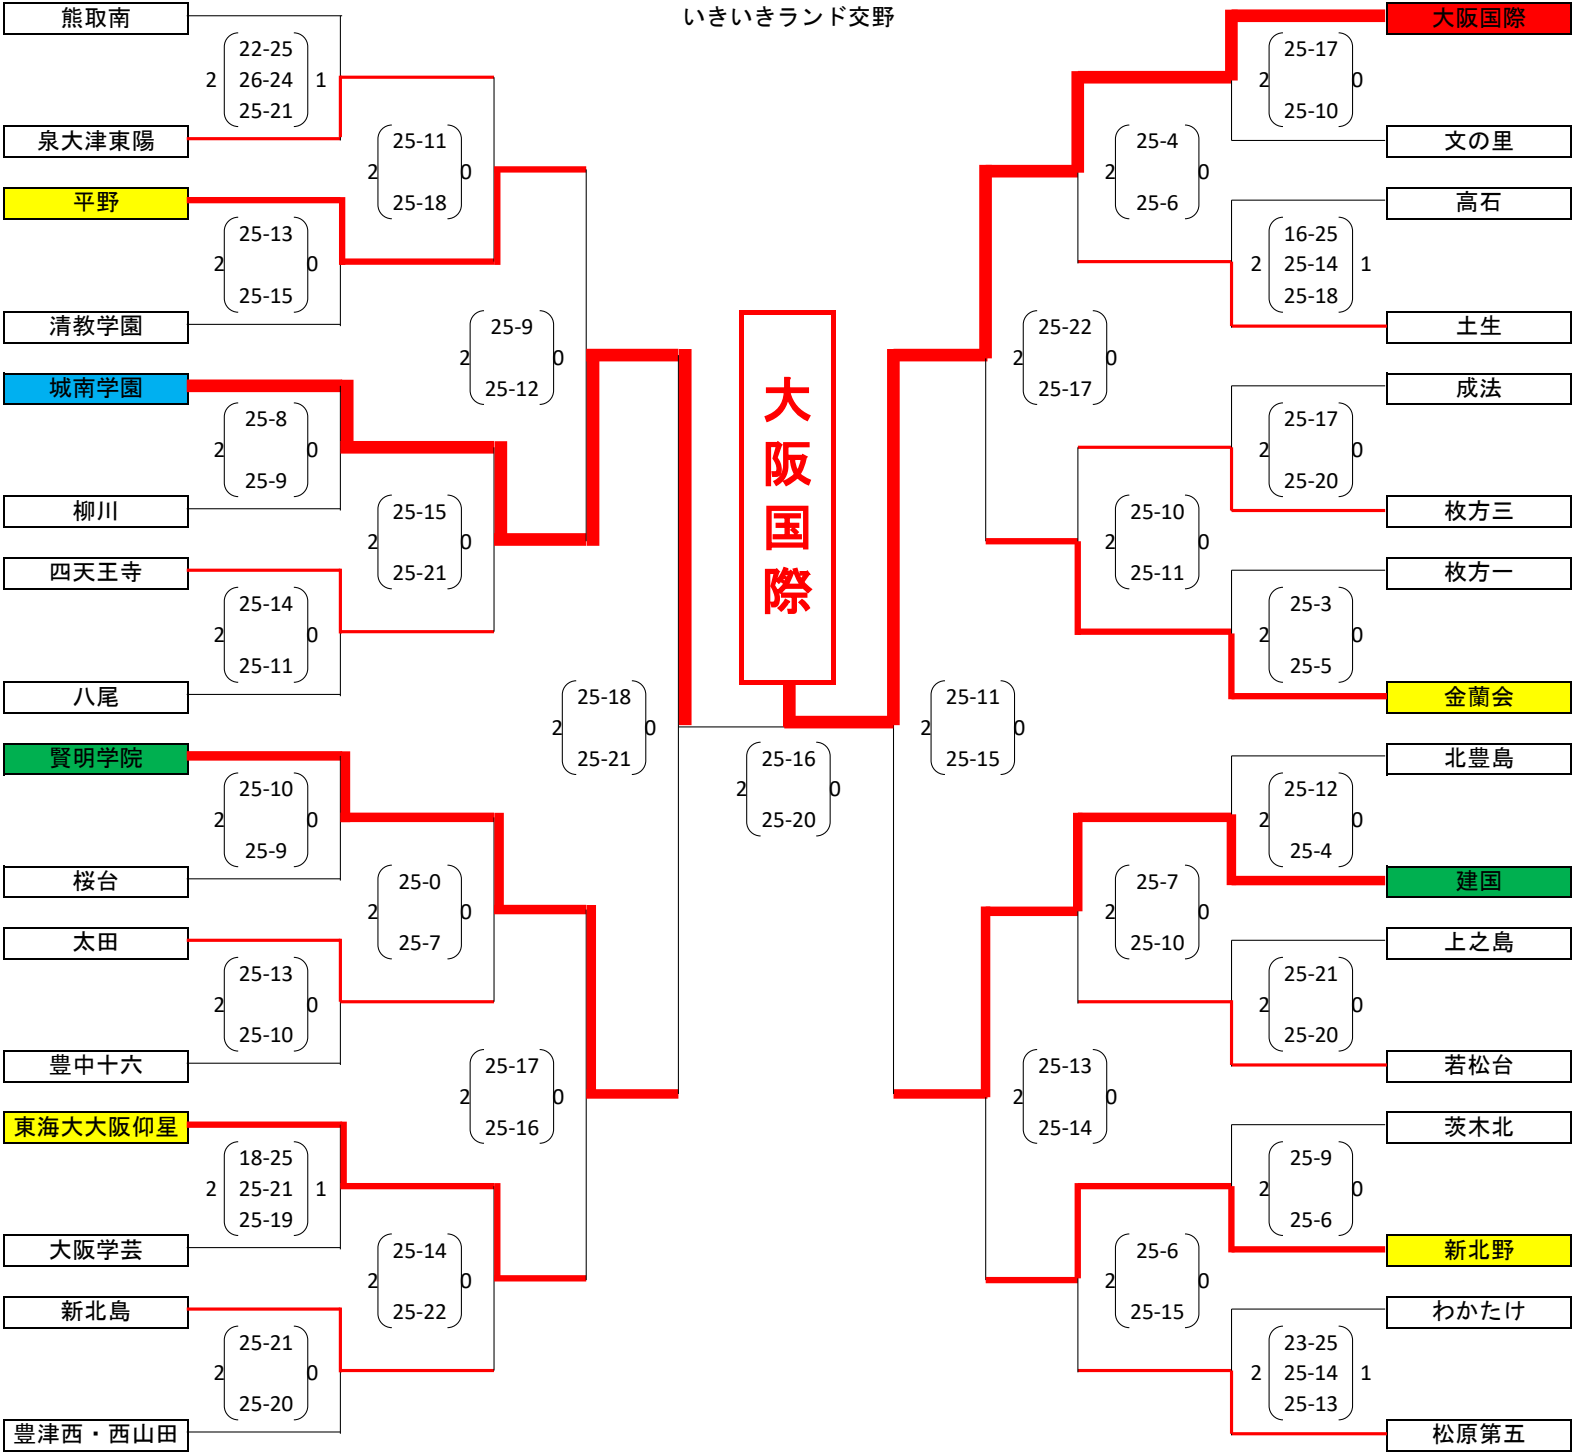 いきいきランド交野
熊取南
22-25
2 26-24 1
25-21
泉大津東陽
25-11
2 0
25-18
平野
25-13
2 0
25-15
清教学園
25-9
2 0
25-12
城南学園
25-8
2 0
25-9
柳川
25-15
2 0
25-21
四天王寺
25-14
2 0
25-11
八尾
25-18
2 0
25-21
賢明学院
25-10
2 0
25-9
桜台
25-0
2 0
25-7
太田
25-13
2 0
25-10
豊中十六
25-17
2 0
25-16
東海大大阪仰星
18-25
2 25-21 1
25-19
大阪学芸
25-14
2 0
25-22
新北島
25-21
2 0
25-20
豊津西・西山田
大阪国際
25-16
2 0
25-20
大阪国際
25-17
2 0
25-10
文の里
25-4
2 0
25-6
高石
16-25
2 25-14 1
25-18
土生
25-22
2 0
25-17
成法
25-17
2 0
25-20
枚方三
25-10
2 0
25-11
枚方一
25-3
2 0
25-5
金蘭会
25-11
2 0
25-15
北豊島
25-12
2 0
25-4
建国
25-7
2 0
25-10
上之島
25-21
2 0
25-20
若松台
25-13
2 0
25-14
茨木北
25-9
2 0
25-6
新北野
25-6
2 0
25-15
わかたけ
23-25
2 25-14 1
25-13
松原第五